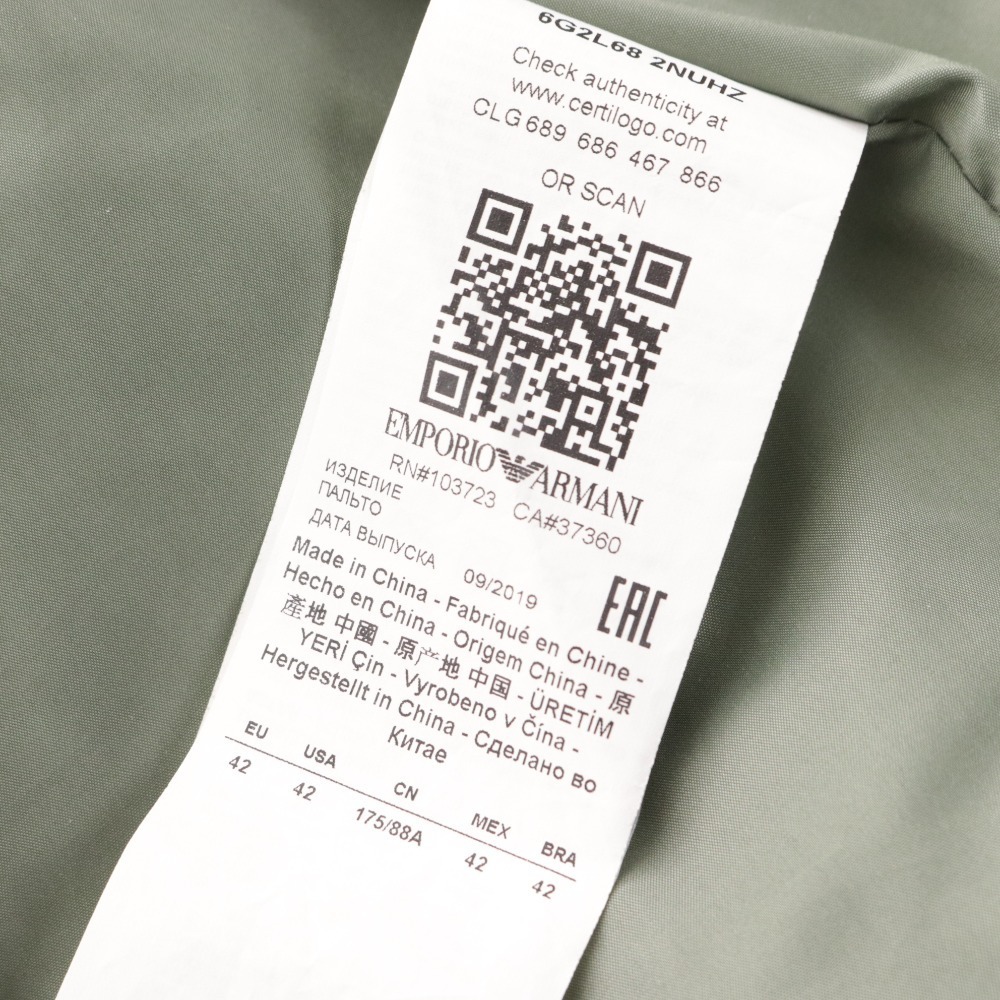 6G2L68 2NUHZ
Check authenticity at
www.certilogo.com
CLG 689 686 467 866
OR SCAN
EMPORIO ARMANI
RN#103723 CA#37360
ИЗДЕЛИЕ
ПАЛЬТО
ДАТА ВЫПУСКА 09/2019
EAC
Made in China - Fabriqué en Chine -
Hecho en China - Origem China - 原
產地 中國 - 原产地 中国 - ÜRETİM
YERİ Çin - Vyrobeno v Čína -
Hergestellt in China - Сделано во
Китае
EU USA CN MEX BRA
42 42 175/88A 42 42